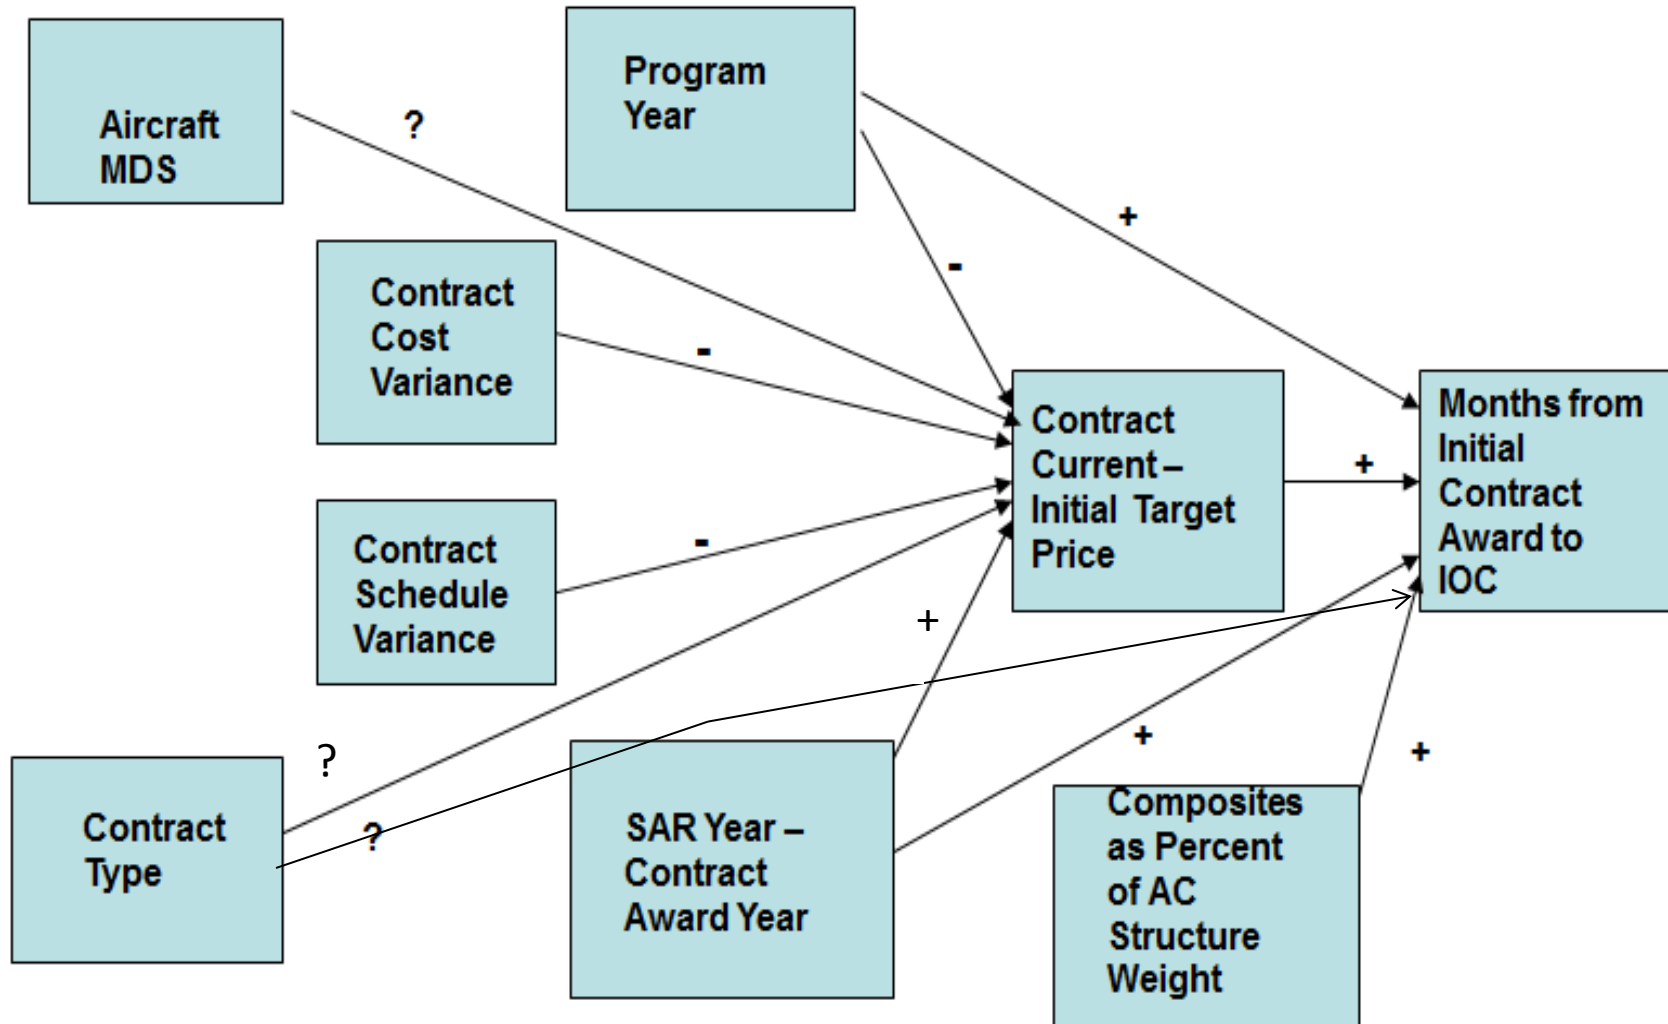 Aircraft
MDS
?
Program
Year
+
-
Contract
Cost
Variance
-
Contract
Schedule
Variance
-
Contract
Current –
Initial Target
Price
+
Months from
Initial
Contract
Award to
IOC
+
Contract
Type
?
?
SAR Year –
Contract
Award Year
+
Composites
as Percent
of AC
Structure
Weight
+